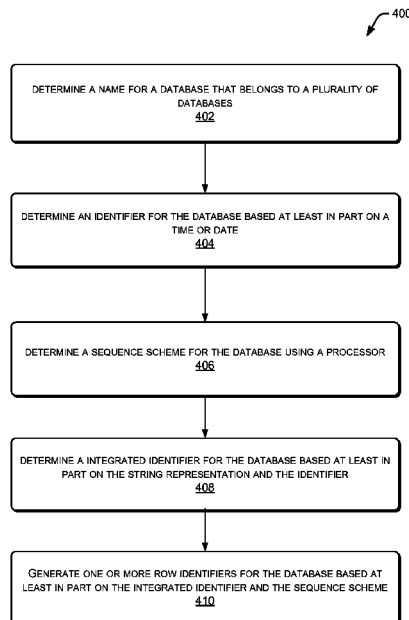 400
DETERMINE A NAME FOR A DATABASE THAT BELONGS TO A PLURALITY OF
DATABASES
402
DETERMINE AN IDENTIFIER FOR THE DATABASE BASED AT LEAST IN PART ON A
TIME OR DATE
404
DETERMINE A SEQUENCE SCHEME FOR THE DATABASE USING A PROCESSOR
406
DETERMINE A INTEGRATED IDENTIFIER FOR THE DATABASE BASED AT LEAST IN
PART ON THE STRING REPRESENTATION AND THE IDENTIFIER
408
GENERATE ONE OR MORE ROW IDENTIFIERS FOR THE DATABASE BASED AT
LEAST IN PART ON THE INTEGRATED IDENTIFIER AND THE SEQUENCE SCHEME
410